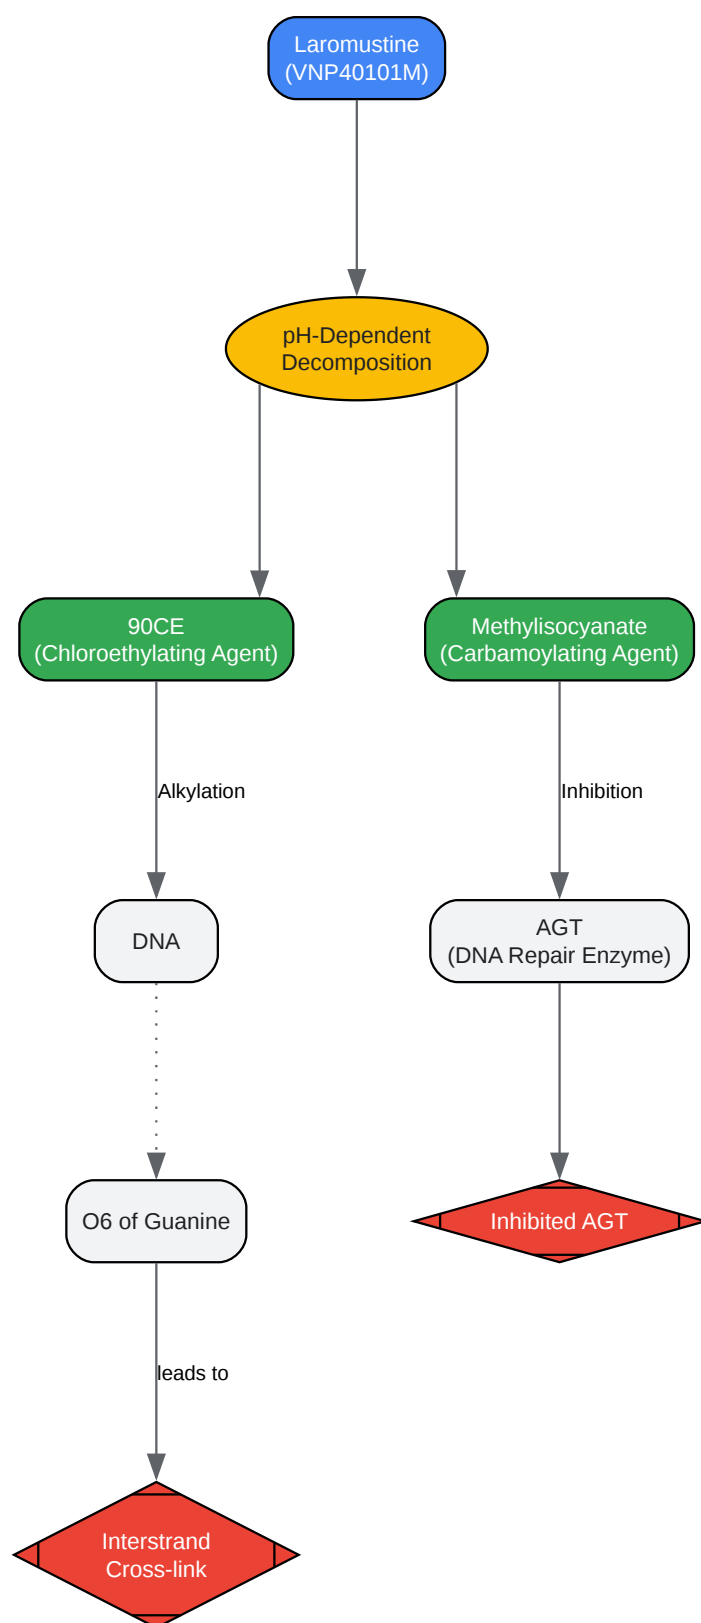 Laromustine
(VNP40101M)
pH-Dependent
Decomposition
90CE
(Chloroethylating Agent)
Methylisocyanate
(Carbamoylating Agent)
Alkylation
Inhibition
DNA
AGT
(DNA Repair Enzyme)
O6 of Guanine
Inhibited AGT
leads to
Interstrand
Cross-link